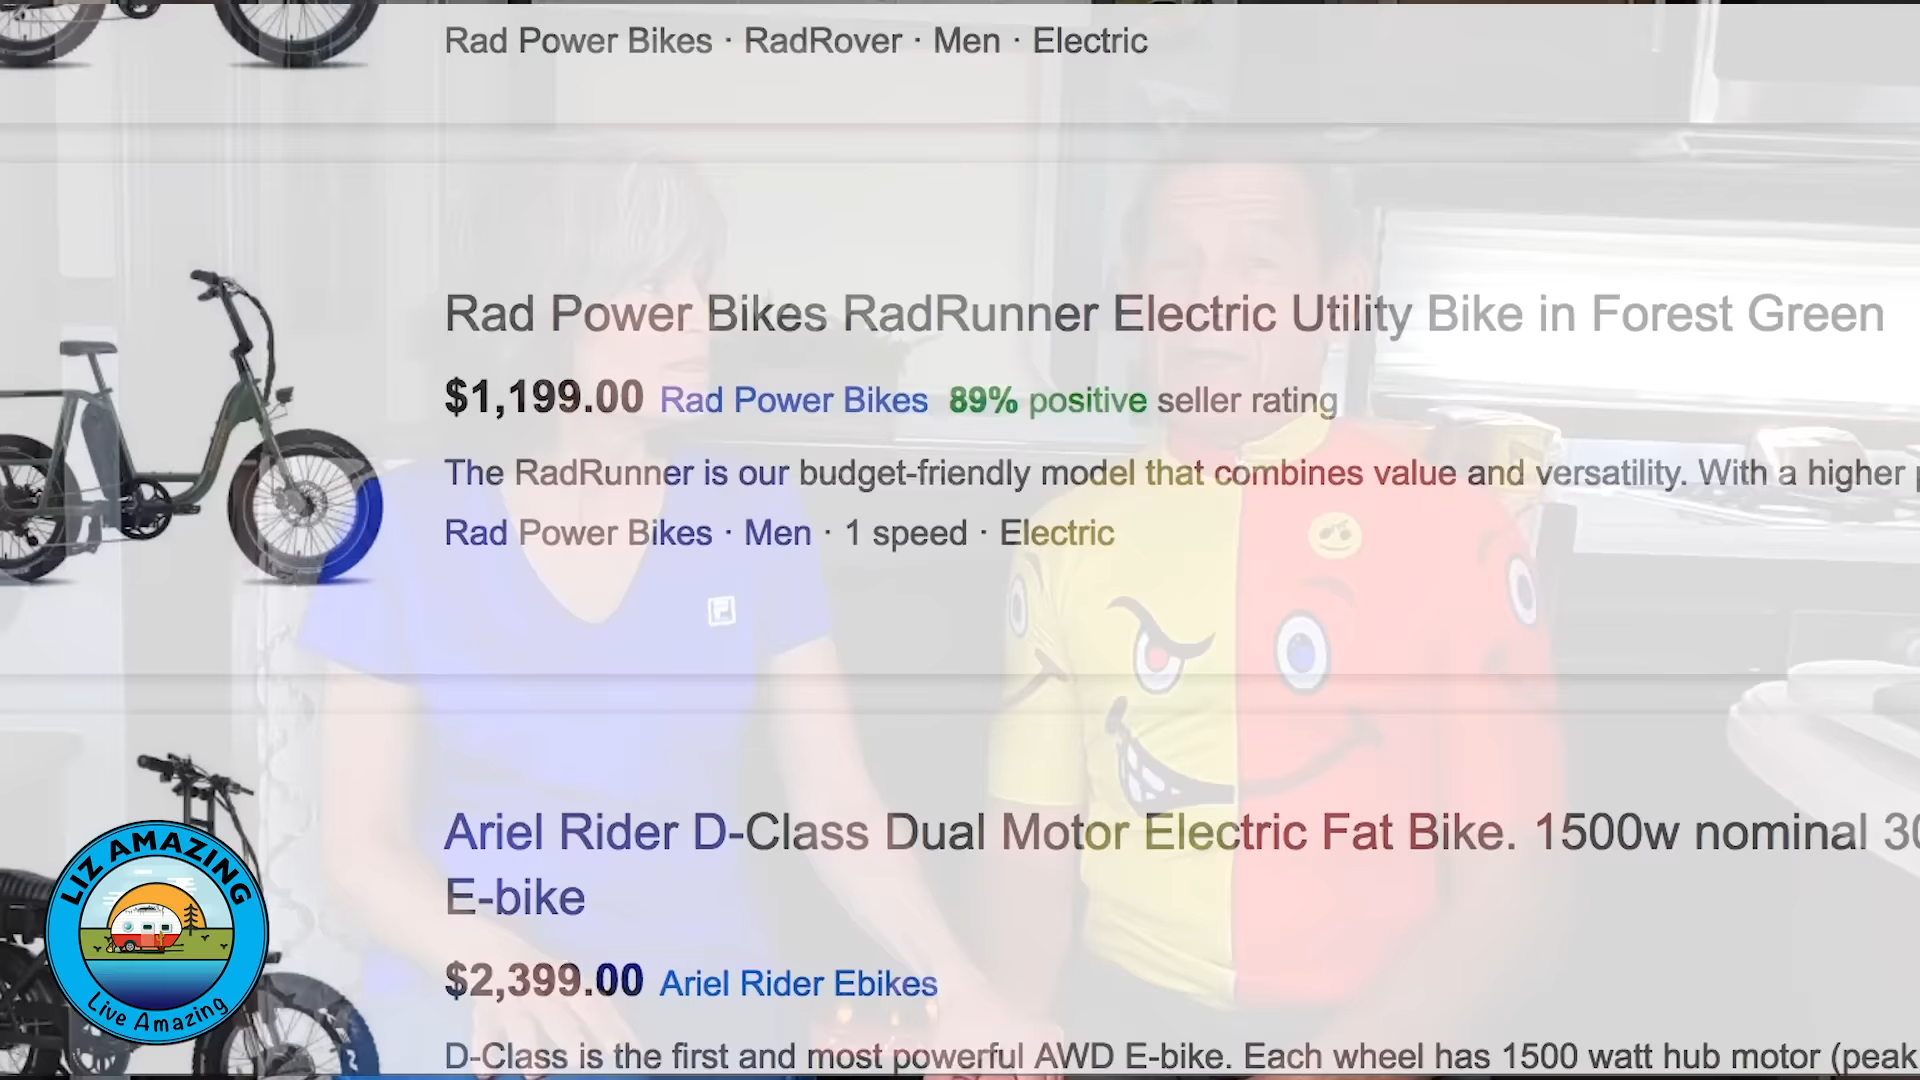 Rad Power Bikes · RadRover · Men · Electric
Rad Power Bikes RadRunner Electric Utility Bike in Forest Green
$1,199.00 Rad Power Bikes 89% positive seller rating
The RadRunner is our budget-friendly model that combines value and versatility. With a higher
Rad Power Bikes · Men · 1 speed · Electric
Ariel Rider D-Class Dual Motor Electric Fat Bike. 1500w nominal
E-bike
$2,399.00 Ariel Rider Ebikes
D-Class is the first and most powerful AWD E-bike. Each wheel has 1500 watt hub motor (peak
LIZ AMAZING
Live Amazing